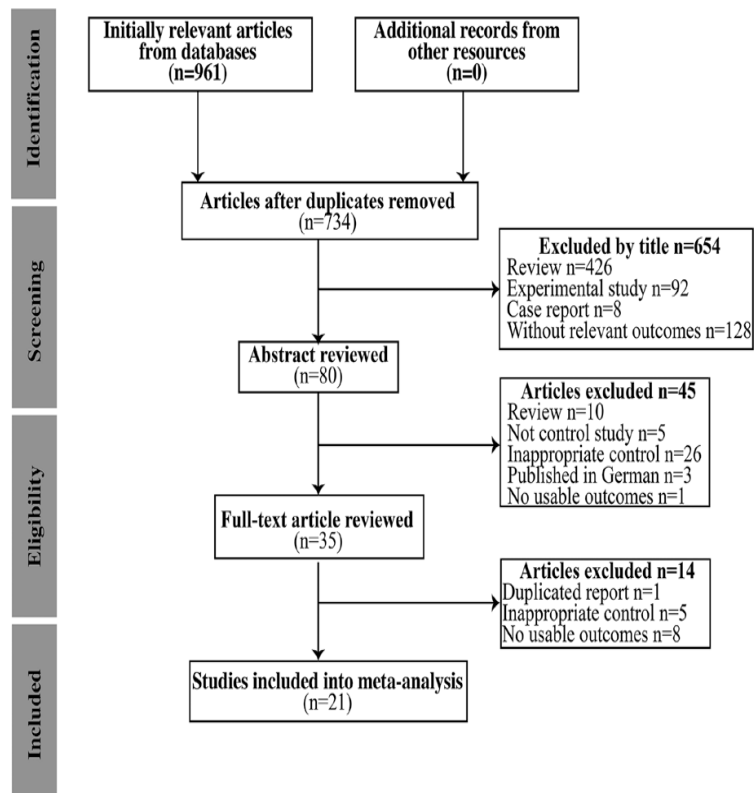 Identification
Initially relevant articles
from databases
(n=961)
Additional records from
other resources
(n=0)
Articles after duplicates removed
(n=734)
Screening
Excluded by title n=654
Review n=426
Experimental study n=92
Case report n=8
Without relevant outcomes n=128
Abstract reviewed
(n=80)
Articles excluded n=45
Review n=10
Not control study n=5
Inappropriate control n=26
Published in German n=3
No usable outcomes n=1
Eligibility
Full-text article reviewed
(n=35)
Articles excluded n=14
Duplicated report n=1
Inappropriate control n=5
No usable outcomes n=8
Included
Studies included into meta-analysis
(n=21)